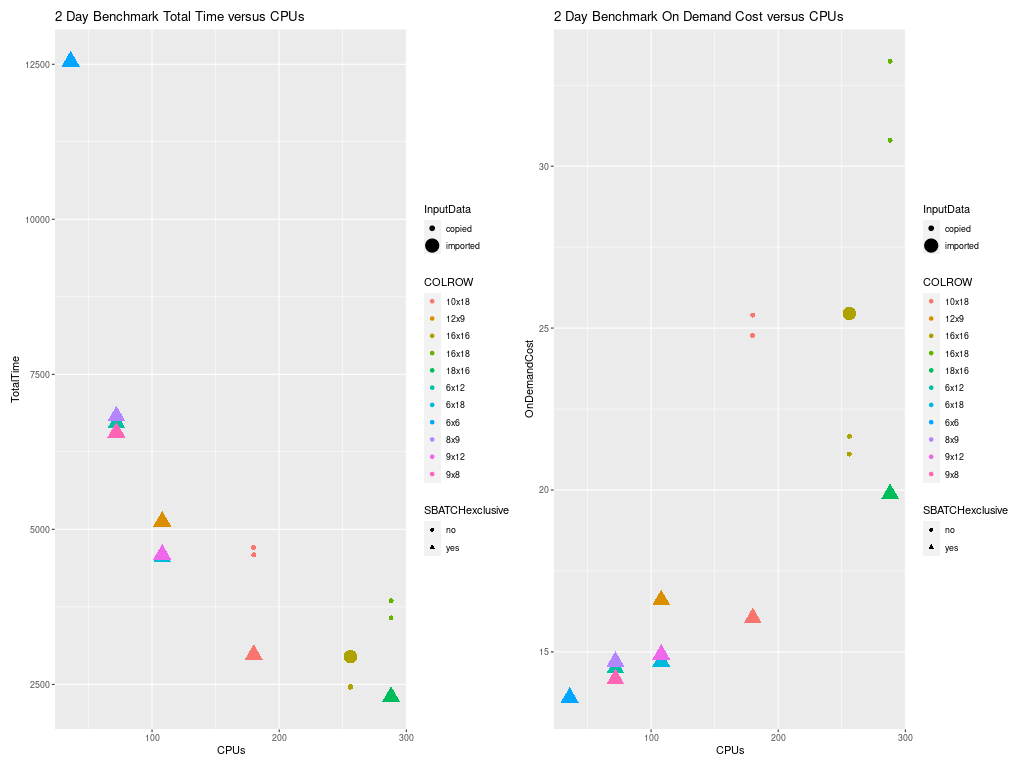 2 Day Benchmark Total Time versus CPUs
TotalTime
12500
10000
7500
5000
2500
100
200
300
CPUs
InputData
copied
imported
COLROW
10x18
12x9
16x16
16x18
18x16
6x12
6x18
6x6
8x9
9x12
9x8
SBATCHexclusive
no
yes
2 Day Benchmark On Demand Cost versus CPUs
OnDemandCost
30
25
20
15
100
200
300
CPUs
InputData
copied
imported
COLROW
10x18
12x9
16x16
16x18
18x16
6x12
6x18
6x6
8x9
9x12
9x8
SBATCHexclusive
no
yes